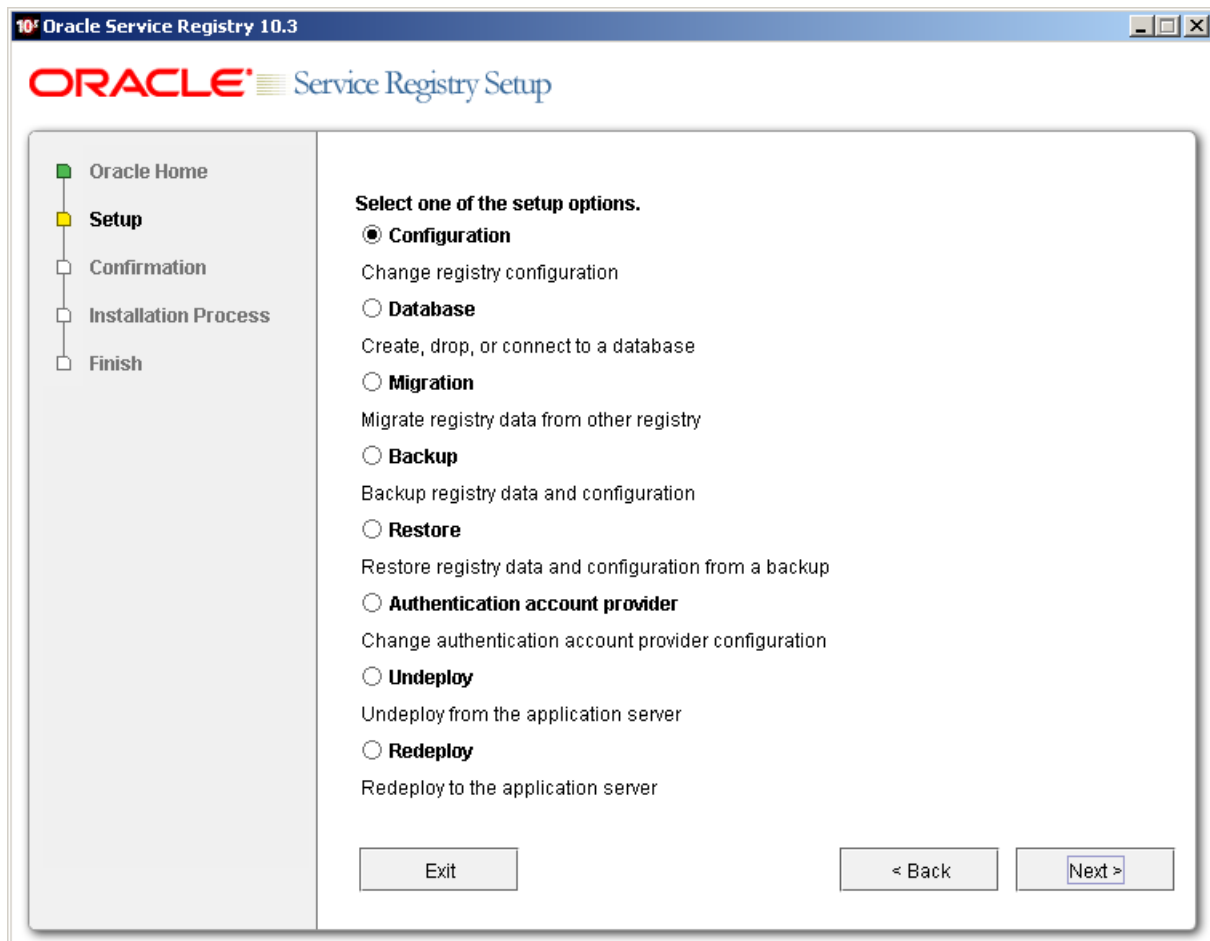 Oracle Service Registry 10.3
ORACLE Service Registry Setup
Oracle Home
Setup
Confirmation
Installation Process
Finish
Select one of the setup options.
Configuration
Change registry configuration
Database
Create, drop, or connect to a database
Migration
Migrate registry data from other registry
Backup
Backup registry data and configuration
Restore
Restore registry data and configuration from a backup
Authentication account provider
Change authentication account provider configuration
Undeploy
Undeploy from the application server
Redeploy
Redeploy to the application server
Exit
< Back
Next >